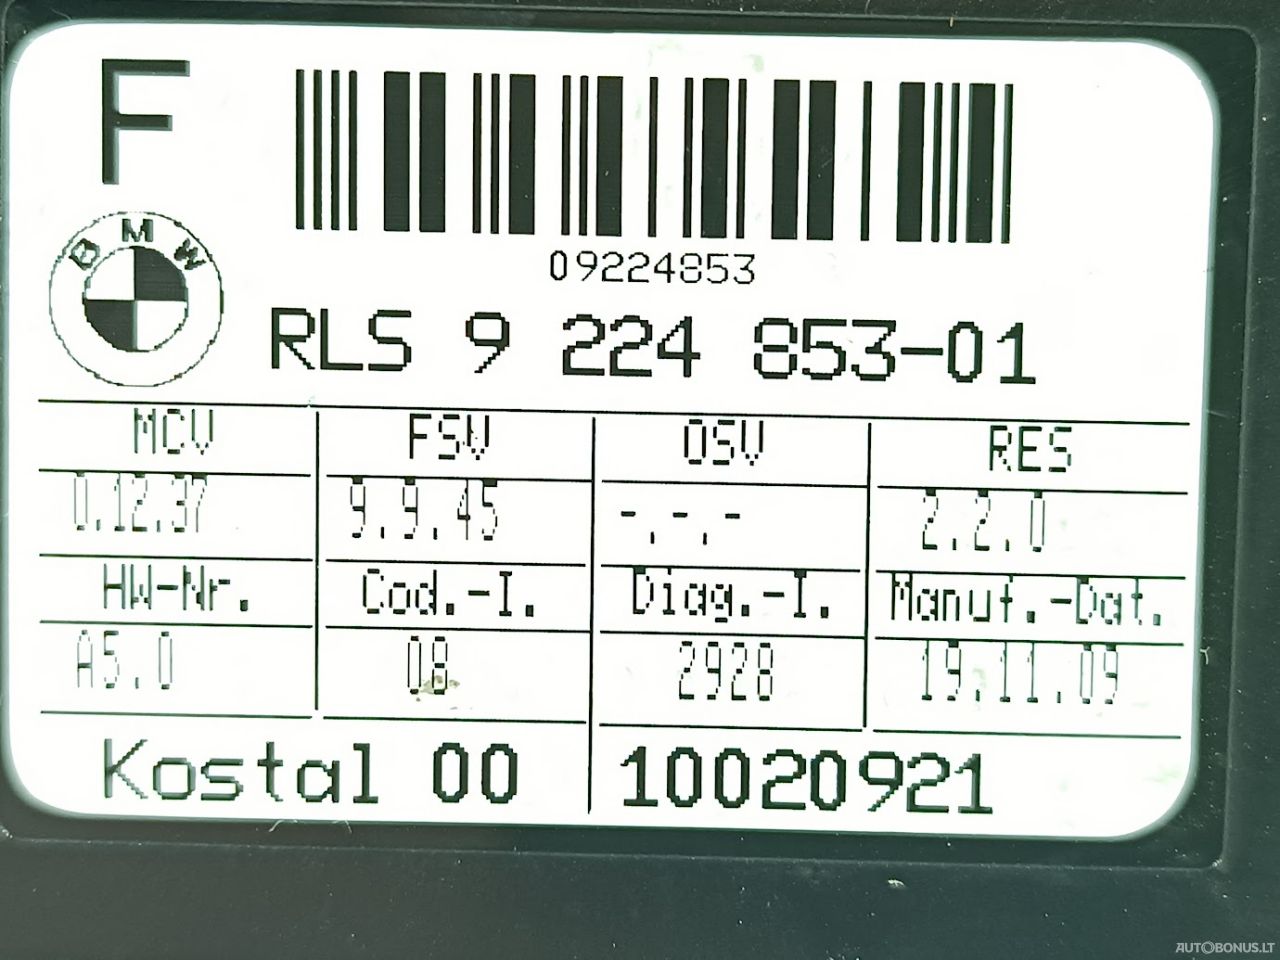 F
BMW
09224853
RLS 9 224 853-01
MCV FSV OSV RES
0.12.37 9.9.45 -.-.- 2.2.0
HW-Nr. Cod.-I. Diag.-I. Manuf.-Dat.
A5.0 08 2928 19.11.09
Kostal 00 10020921
AUTOBONUS.LT